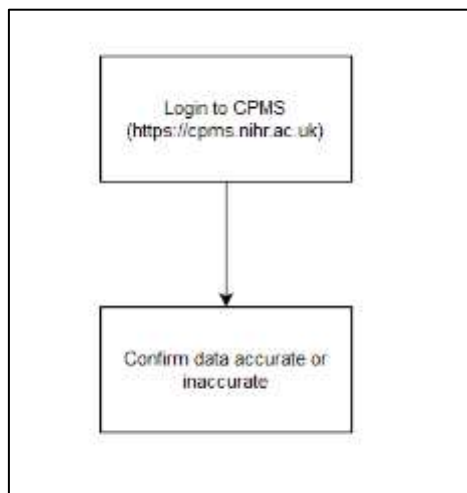 Login to CPMS
(https://cpms.nihr.ac.uk)
Confirm data accurate or
inaccurate